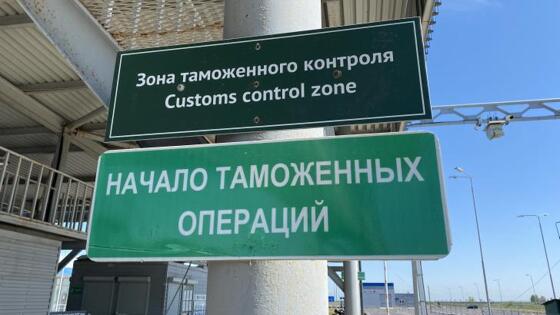 Зона таможенного контроля
Customs control zone
НАЧАЛО ТАМОЖЕННЫХ
ОПЕРАЦИЙ